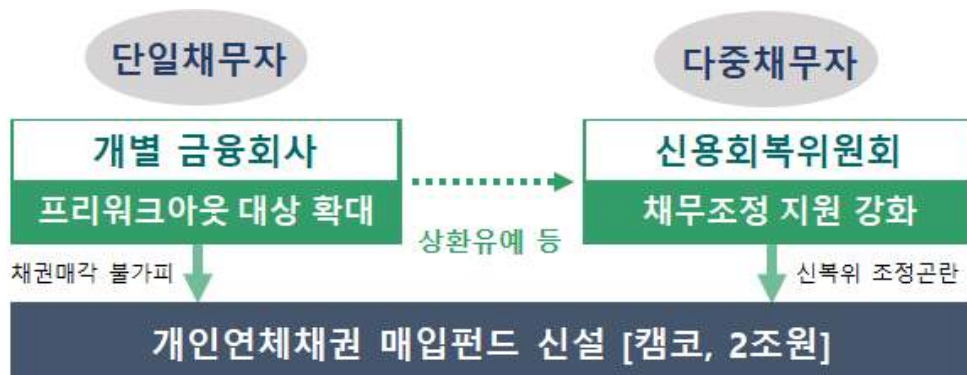 단일채무자
다중채무자
개별 금융회사
신용회복위원회
프리워크아웃 대상 확대
채무조정 지원 강화
상환유예 등
채권매각 불가피
신복위 조정곤란
개인연체채권 매입펀드 신설 [캠코, 2조원]